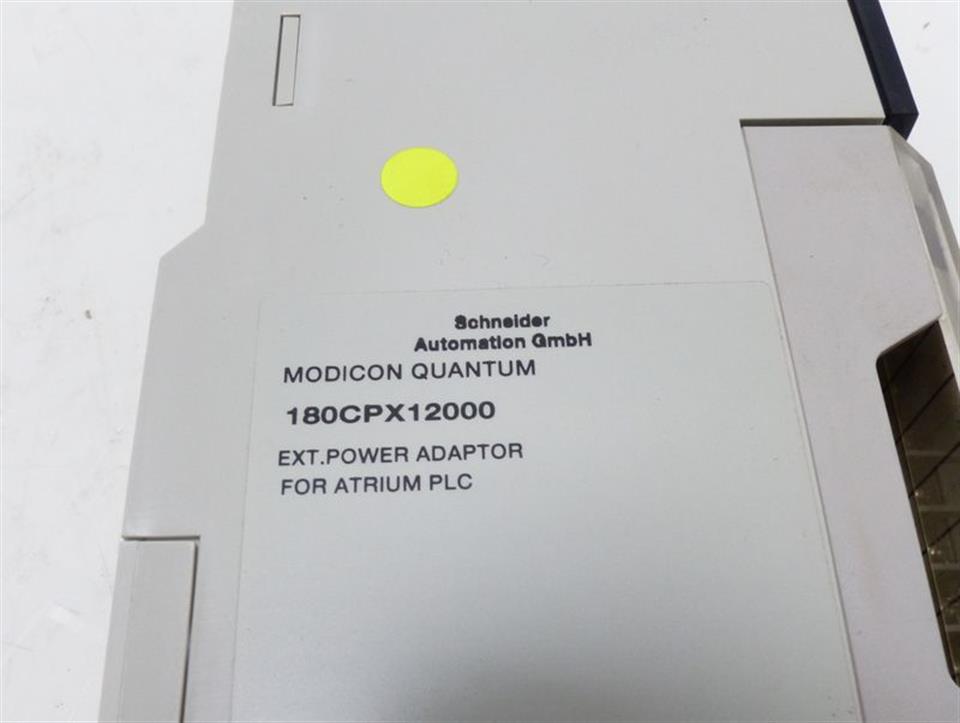 Schneider
Automation GmbH
MODICON QUANTUM
180CPX12000
EXT.POWER ADAPTOR
FOR ATRIUM PLC